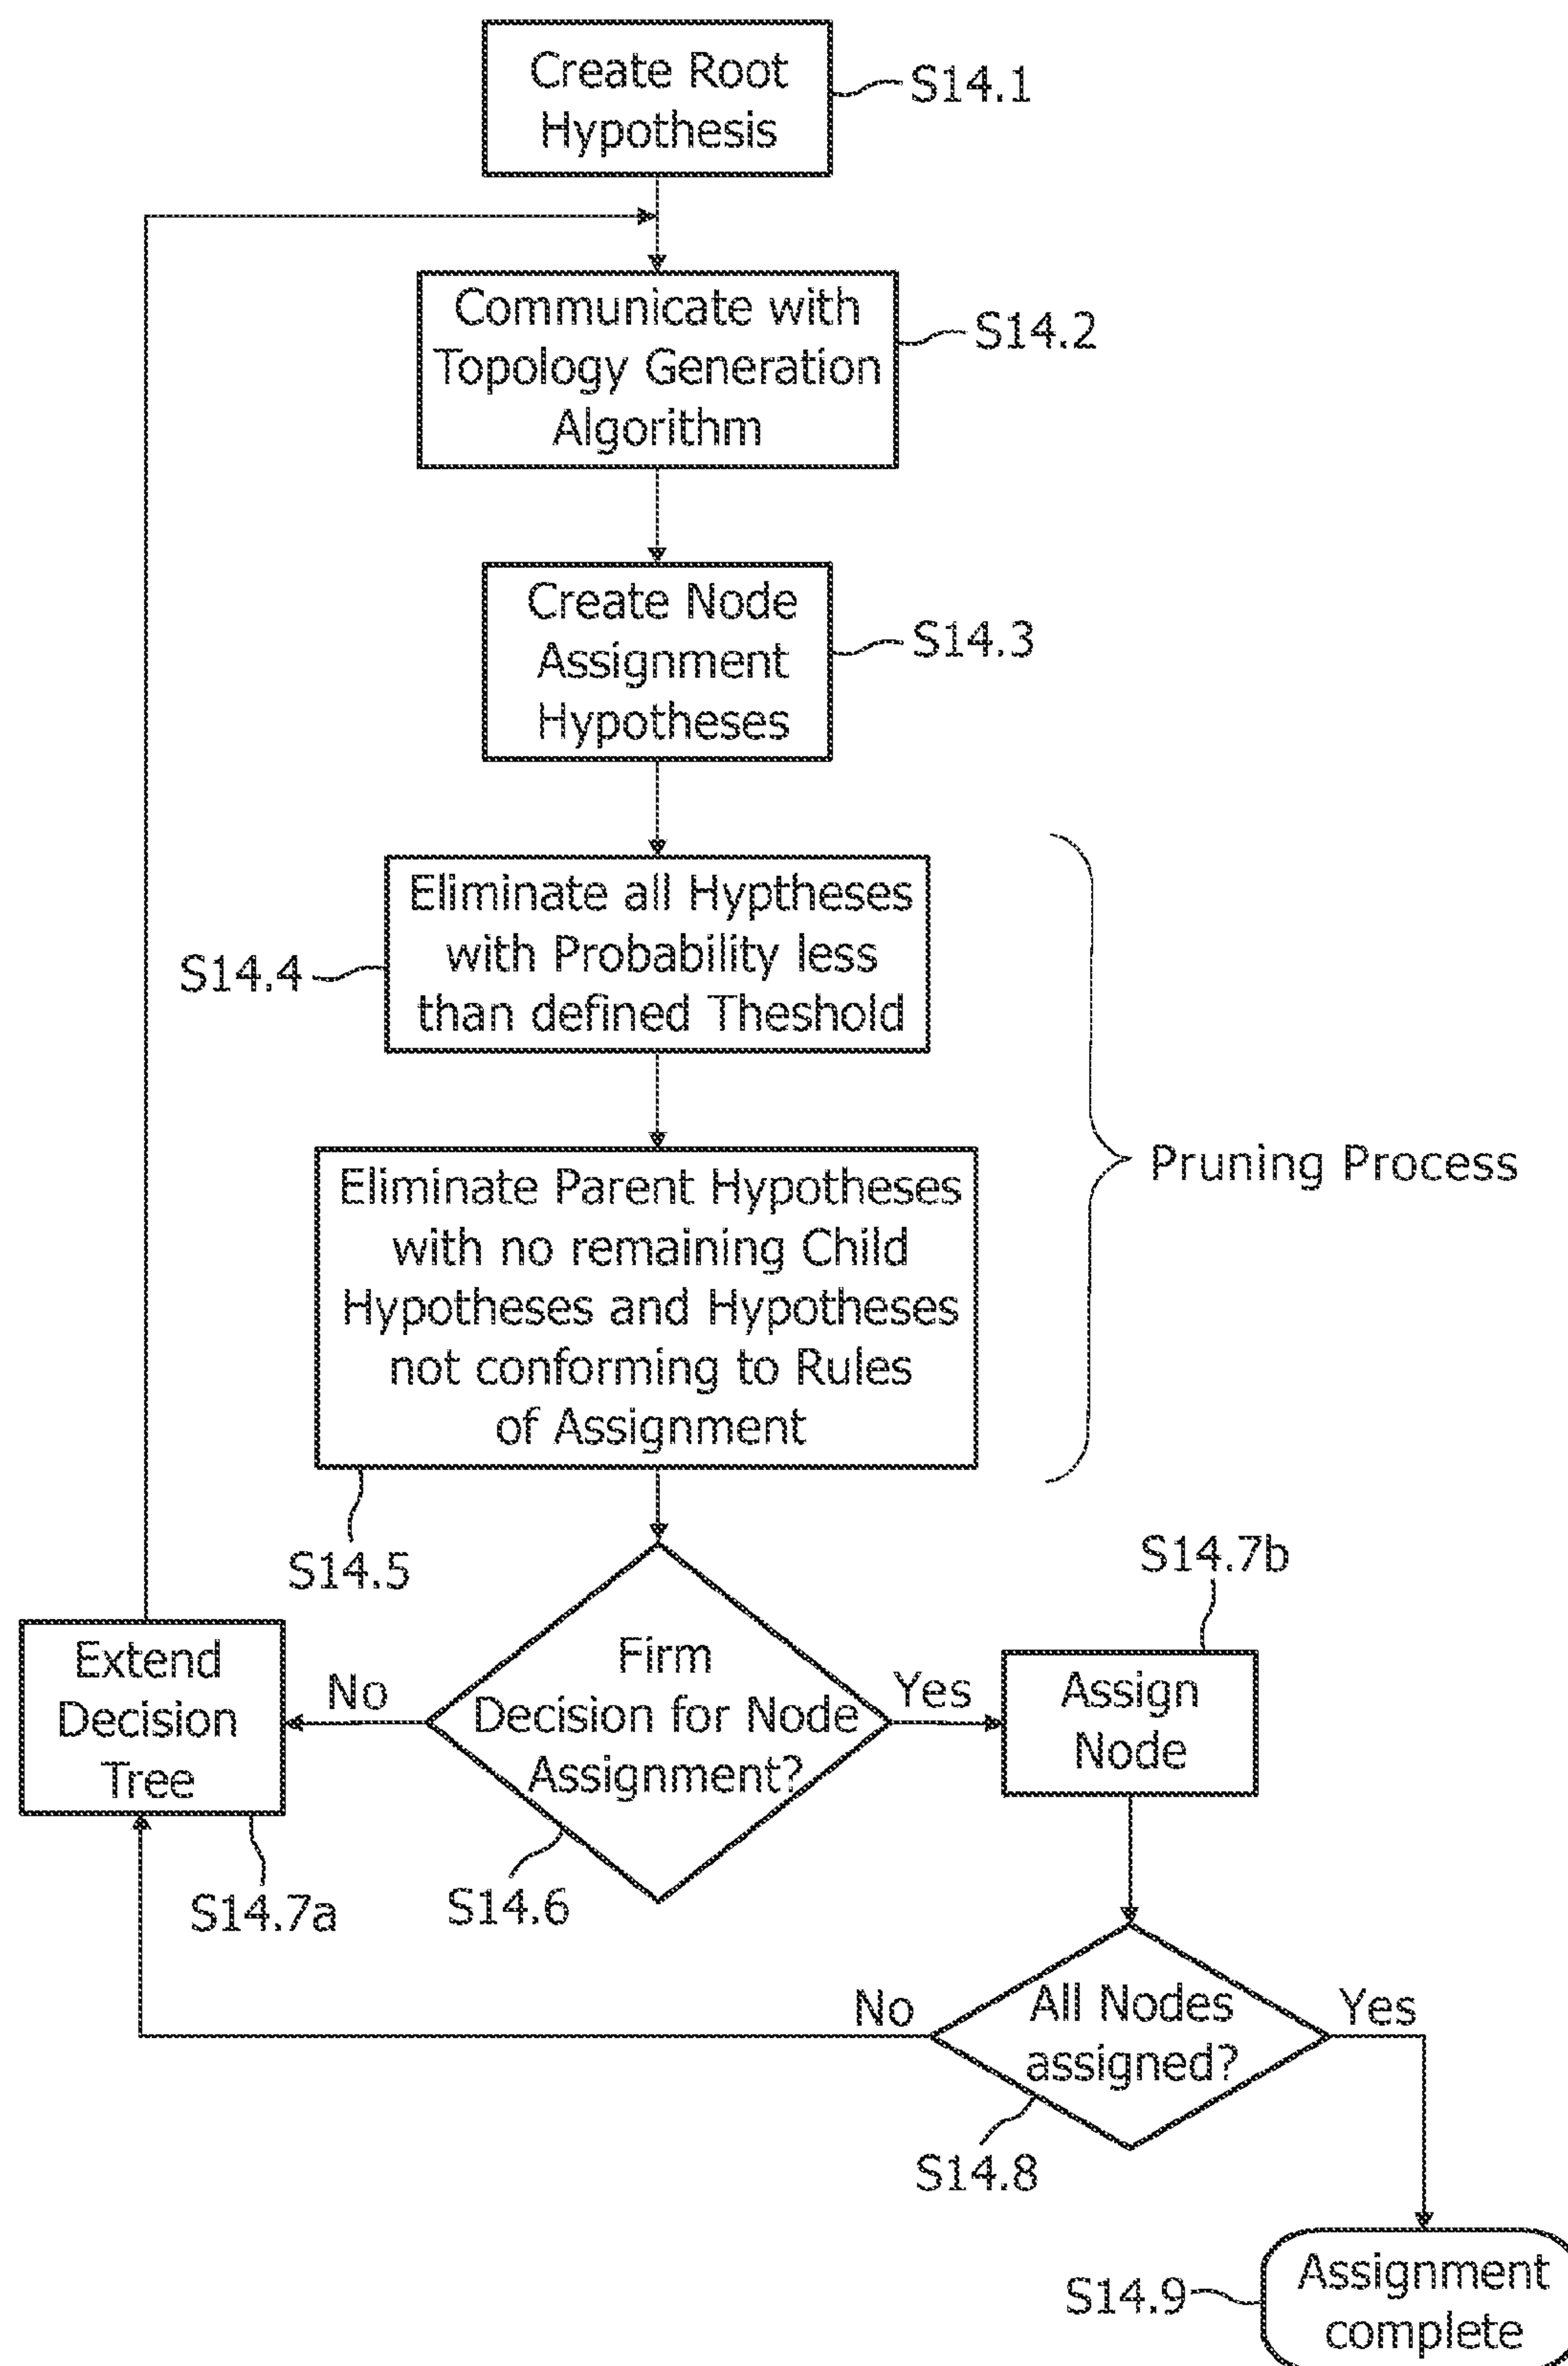 Create Root
Hypothesis
S14.1
Communicate with
Topology Generation
Algorithm
S14.2
Create Node
Assignment
Hypotheses
S14.3
Eliminate all Hyptheses
with Probability less
than defined Theshold
S14.4
Eliminate Parent Hypotheses
with no remaining Child
Hypotheses and Hypotheses
not conforming to Rules
of Assignment
Pruning Process
S14.5
S14.7b
Extend
Decision
Tree
No
Firm
Decision for Node
Assignment?
Yes
Assign
Node
S14.7a
S14.6
No
All Nodes
assigned?
Yes
S14.8
S14.9
Assignment
complete